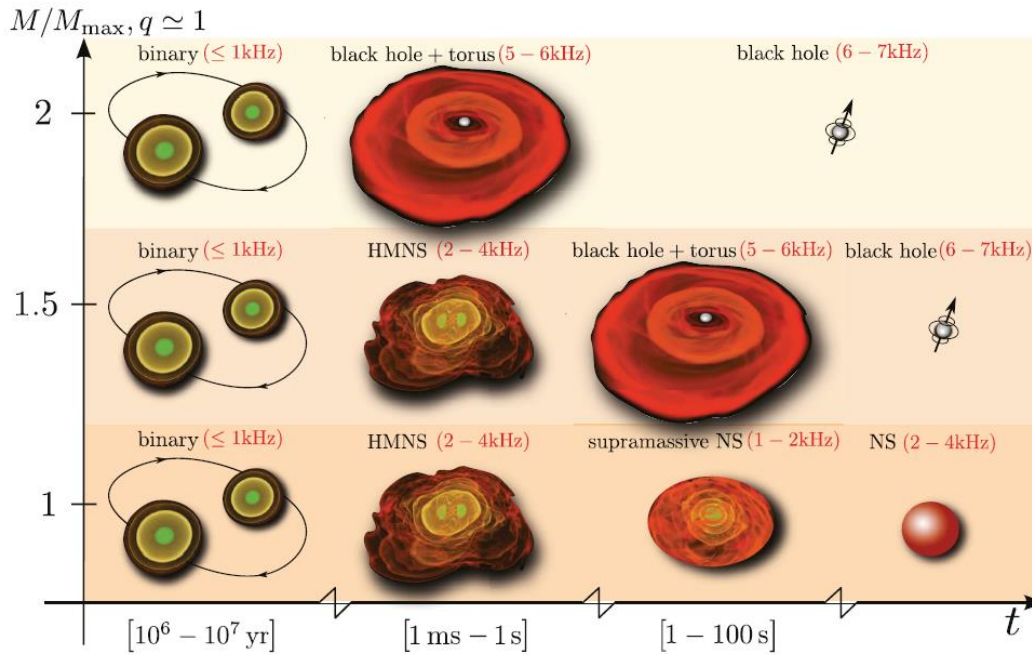 M/M_max, q ≃ 1
binary (≤ 1kHz)
black hole + torus (5 − 6kHz)
black hole (6 − 7kHz)
2
binary (≤ 1kHz)
HMNS (2 − 4kHz)
black hole + torus (5 − 6kHz)
black hole (6 − 7kHz)
1.5
binary (≤ 1kHz)
HMNS (2 − 4kHz)
supramassive NS (1 − 2kHz)
NS (2 − 4kHz)
1
[10⁶ − 10⁷ yr]
[1 ms − 1 s]
[1 − 100 s]
t